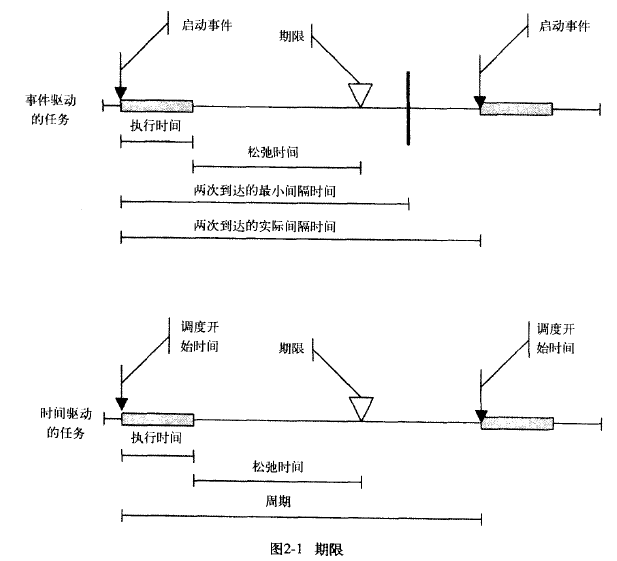 启动事件
期限
启动事件
事件驱动
的任务
执行时间
松弛时间
两次到达的最小间隔时间
两次到达的实际间隔时间
调度开
始时间
期限
调度开
始时间
时间驱动
的任务
执行时间
松弛时间
周期
图2-1 期限